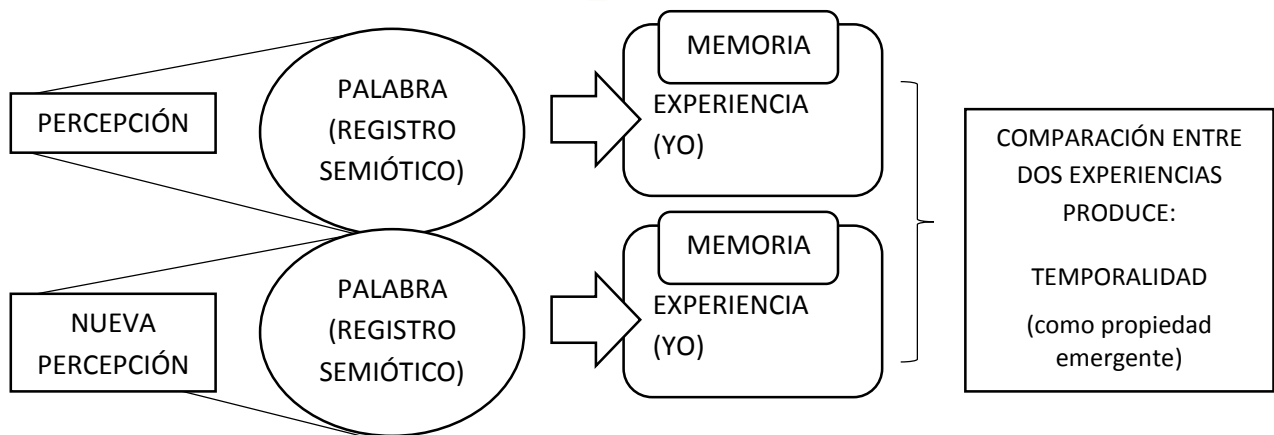 PERCEPCIÓN
PALABRA
(REGISTRO
SEMIÓTICO)
MEMORIA
EXPERIENCIA
(YO)
NUEVA
PERCEPCIÓN
PALABRA
(REGISTRO
SEMIÓTICO)
MEMORIA
EXPERIENCIA
(YO)
COMPARACIÓN ENTRE
DOS EXPERIENCIAS
PRODUCE:
TEMPORALIDAD
(como propiedad
emergente)